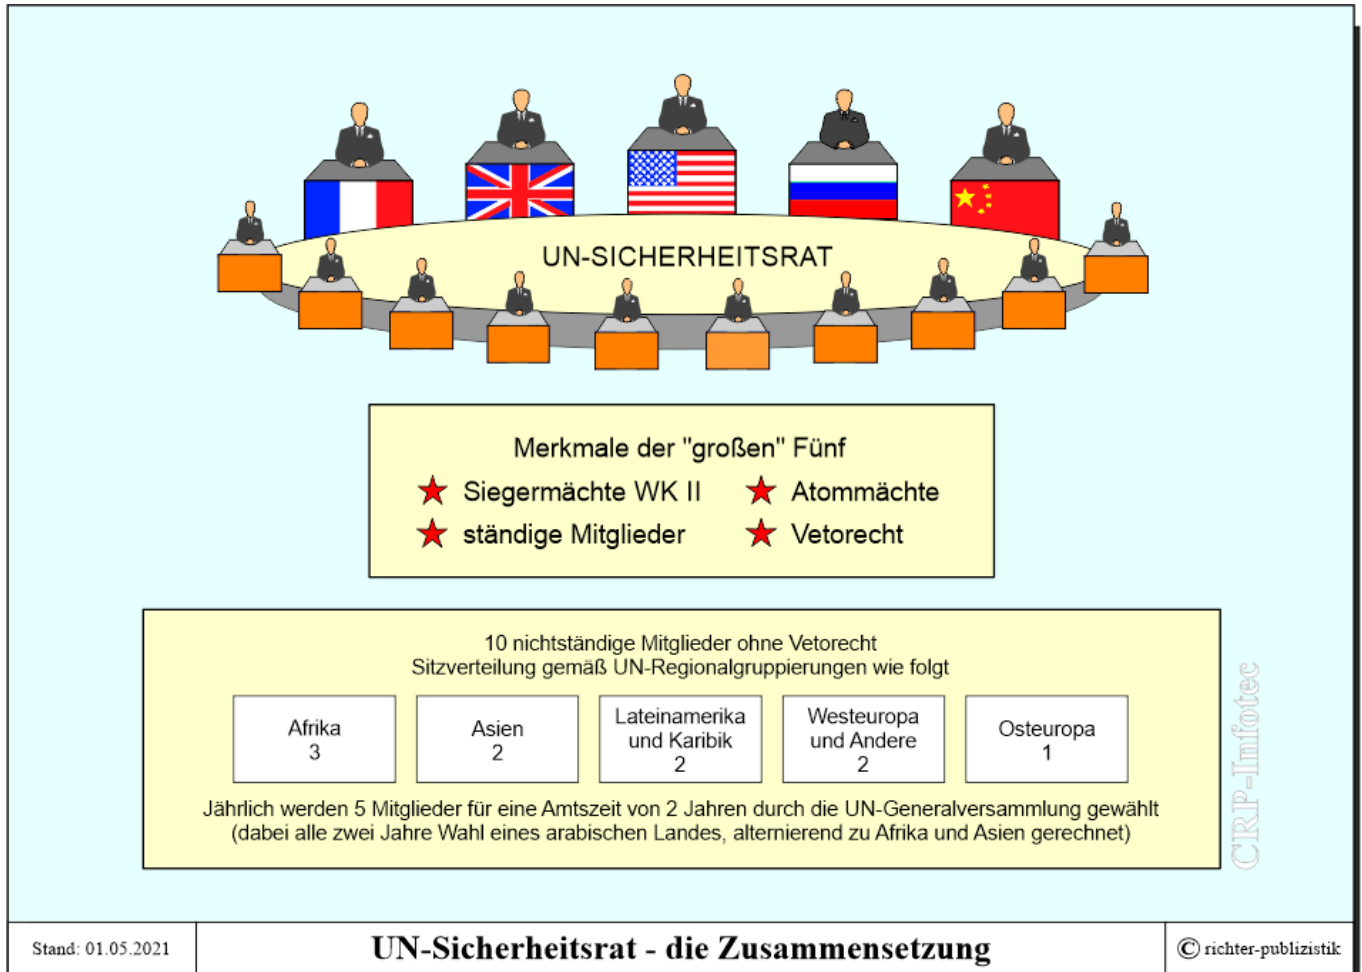 UN-SICHERHEITSRAT
Merkmale der "großen" Fünf
Siegermächte WK II
Atommächte
ständige Mitglieder
Vetorecht
10 nichtständige Mitglieder ohne Vetorecht
Sitzverteilung gemäß UN-Regionalgruppierungen wie folgt
Afrika
3
Asien
2
Lateinamerika
und Karibik
2
Westeuropa
und Andere
2
Osteuropa
1
Jährlich werden 5 Mitglieder für eine Amtszeit von 2 Jahren durch die UN-Generalversammlung gewählt
(dabei alle zwei Jahre Wahl eines arabischen Landes, alternierend zu Afrika und Asien gerechnet)
CRP-Infotec
Stand: 01.05.2021
UN-Sicherheitsrat - die Zusammensetzung
© richter-publizistik